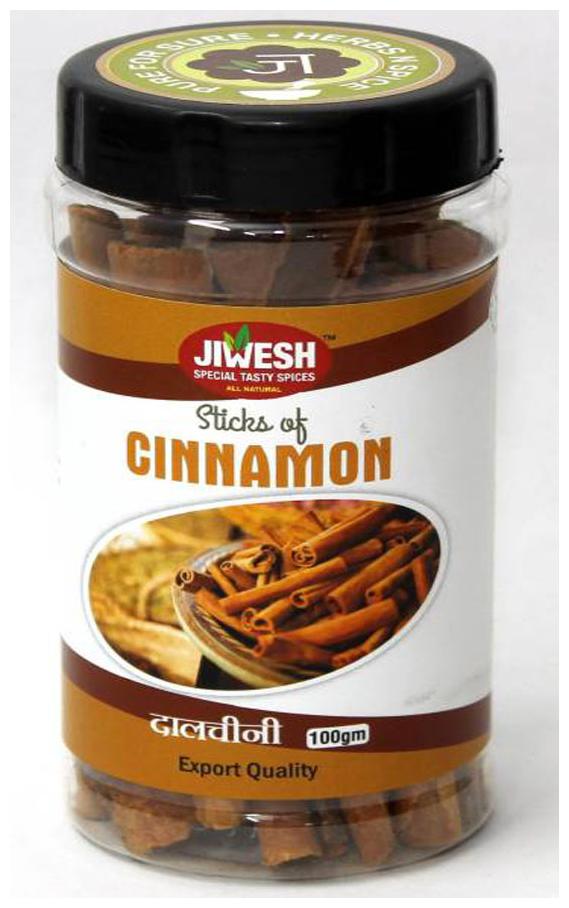 PURE FOR SURE • HERBS N SPICE
JIWESH™
SPECIAL TASTY SPICES
ALL NATURAL
Sticks of
CINNAMON
दालचीनी 100gm
Export Quality